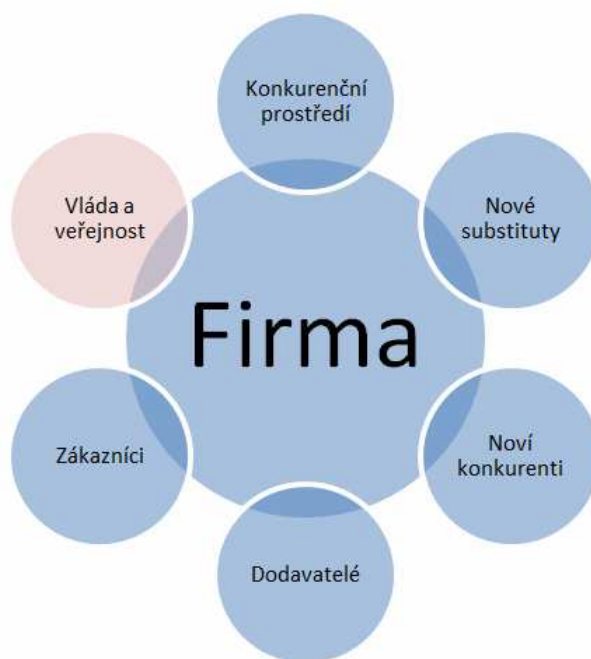 Konkurenční
prostředí
Vláda a
veřejnost
Nové
substituty
Firma
Zákazníci
Noví
konkurenti
Dodavatelé